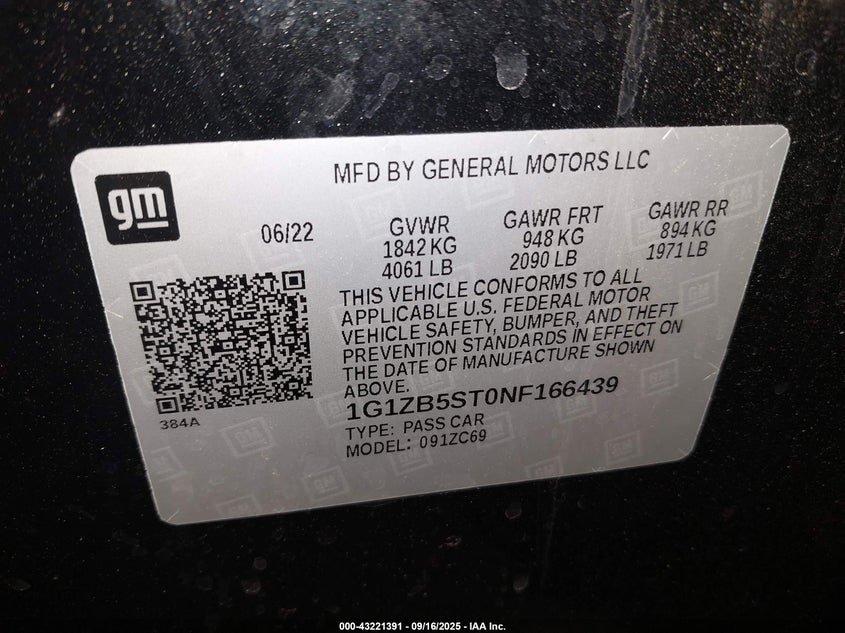 MFD BY GENERAL MOTORS LLC
gm
06/22
GVWR
1842 KG
4061 LB
GAWR FRT
948 KG
2090 LB
GAWR RR
894 KG
1971 LB
THIS VEHICLE CONFORMS TO ALL
APPLICABLE U.S. FEDERAL MOTOR
VEHICLE SAFETY, BUMPER, AND THEFT
PREVENTION STANDARDS IN EFFECT ON
THE DATE OF MANUFACTURE SHOWN
ABOVE.
384A
1G1ZB5ST0NF166439
TYPE: PASS CAR
MODEL: 091ZC69
000-43221391 - 09/16/2025 - IAA Inc.